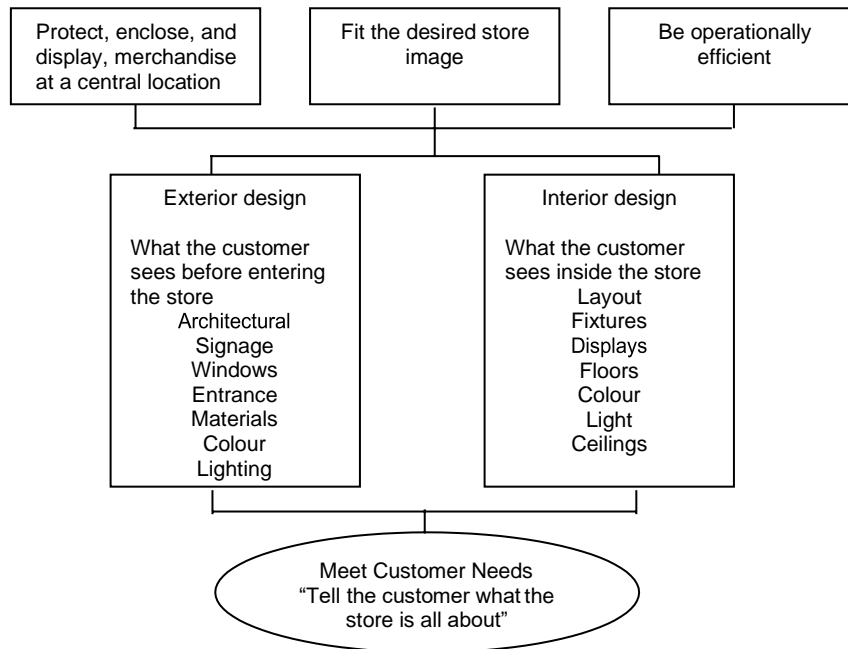 Protect, enclose, and
display, merchandise
at a central location
Fit the desired store
image
Be operationally
efficient
Exterior design
What the customer
sees before entering
the store
Architectural
Signage
Windows
Entrance
Materials
Colour
Lighting
Interior design
What the customer
sees inside the store
Layout
Fixtures
Displays
Floors
Colour
Light
Ceilings
Meet Customer Needs
“Tell the customer what the
store is all about”